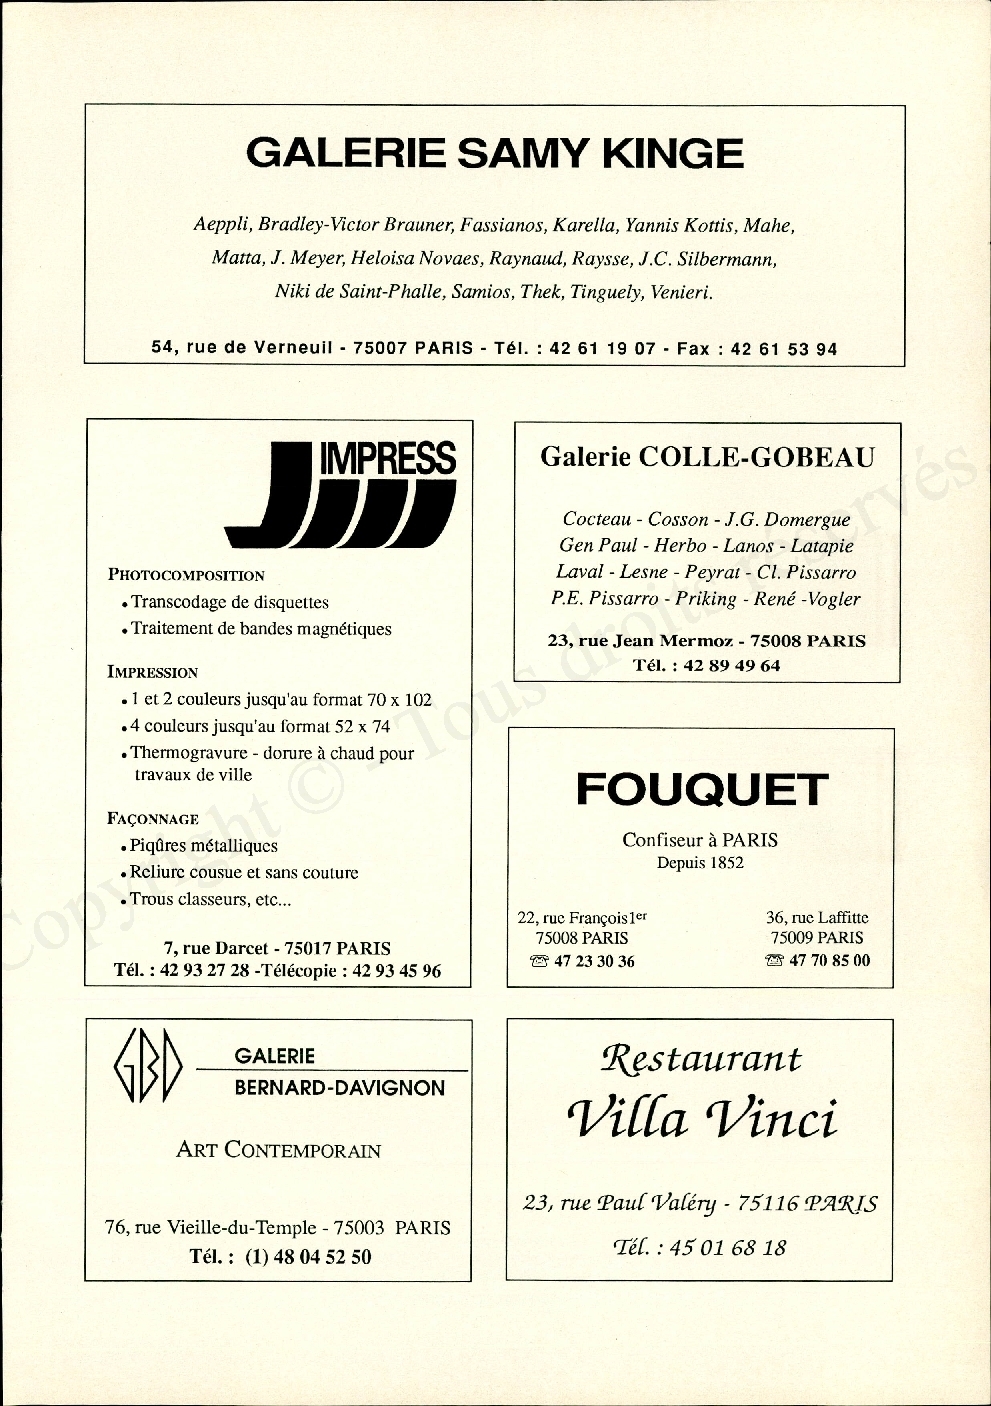 GALERIE SAMY KINGE
Aeppli, Bradley-Victor Brauner, Fassianos, Karella, Yannis Kottis, Mahe,
Matta, J. Meyer, Heloisa Novaes, Raynaud, Raysse, J.C. Silbermann,
Niki de Saint-Phalle, Samios, Thek, Tinguely, Venieri.
54, rue de Verneuil - 75007 PARIS - Tél. : 42 61 19 07 - Fax : 42 61 53 94
IMPRESS
PHOTOCOMPOSITION
• Transcodage de disquettes
• Traitement de bandes magnétiques
IMPRESSION
• 1 et 2 couleurs jusqu'au format 70 x 102
• 4 couleurs jusqu'au format 52 x 74
• Thermogravure - dorure à chaud pour
travaux de ville
FAÇONNAGE
• Piqûres métalliques
• Reliure cousue et sans couture
• Trous classeurs, etc...
7, rue Darcet - 75017 PARIS
Tél. : 42 93 27 28 -Télécopie : 42 93 45 96
Galerie COLLE-GOBEAU
Cocteau - Cosson - J.G. Domergue
Gen Paul - Herbo - Lanos - Latapie
Laval - Lesne - Peyrat - Cl. Pissarro
P.E. Pissarro - Priking - René -Vogler
23, rue Jean Mermoz - 75008 PARIS
Tél. : 42 89 49 64
FOUQUET
Confiseur à PARIS
Depuis 1852
22, rue François 1er
75008 PARIS
☏ 47 23 30 36
36, rue Laffitte
75009 PARIS
☏ 47 70 85 00
GBD
GALERIE
BERNARD-DAVIGNON
ART CONTEMPORAIN
76, rue Vieille-du-Temple - 75003 PARIS
Tél. : (1) 48 04 52 50
Restaurant
Villa Vinci
23, rue Paul Valéry - 75116 PARIS
Tél. : 45 01 68 18
Copyright © - Tous droits réservés.